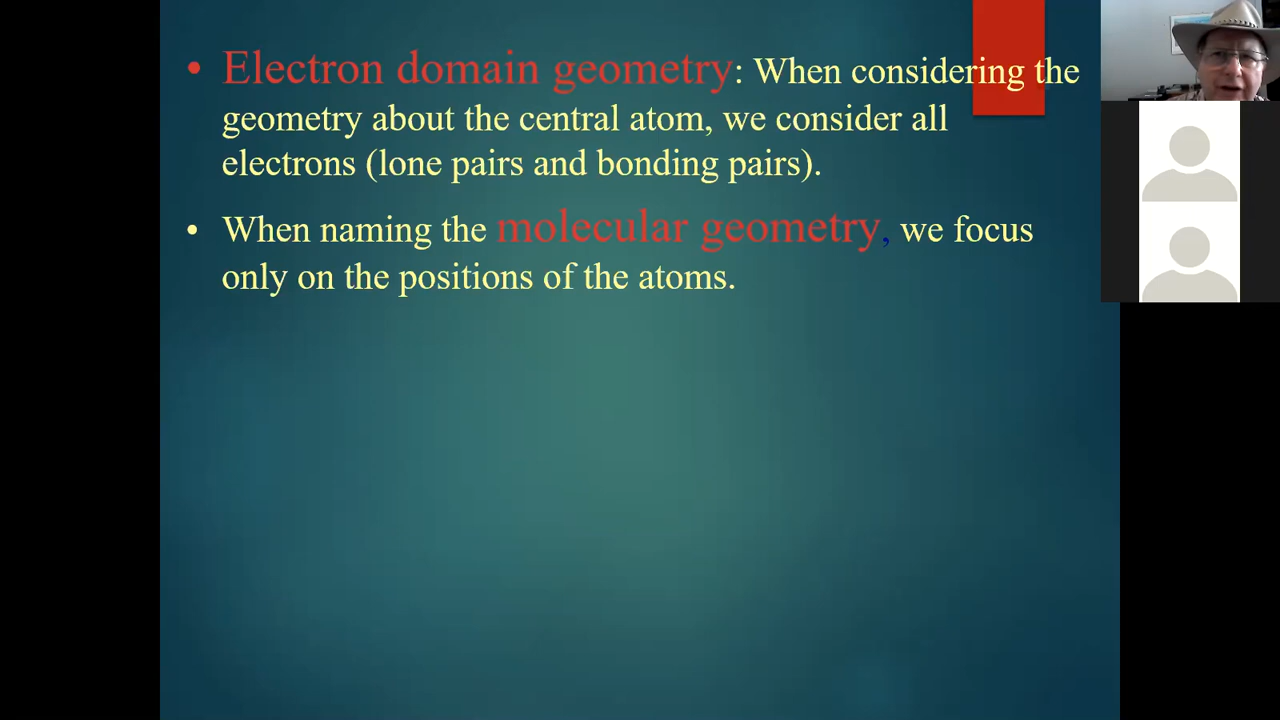 • Electron domain geometry: When considering the
geometry about the central atom, we consider all
electrons (lone pairs and bonding pairs).
• When naming the molecular geometry, we focus
only on the positions of the atoms.